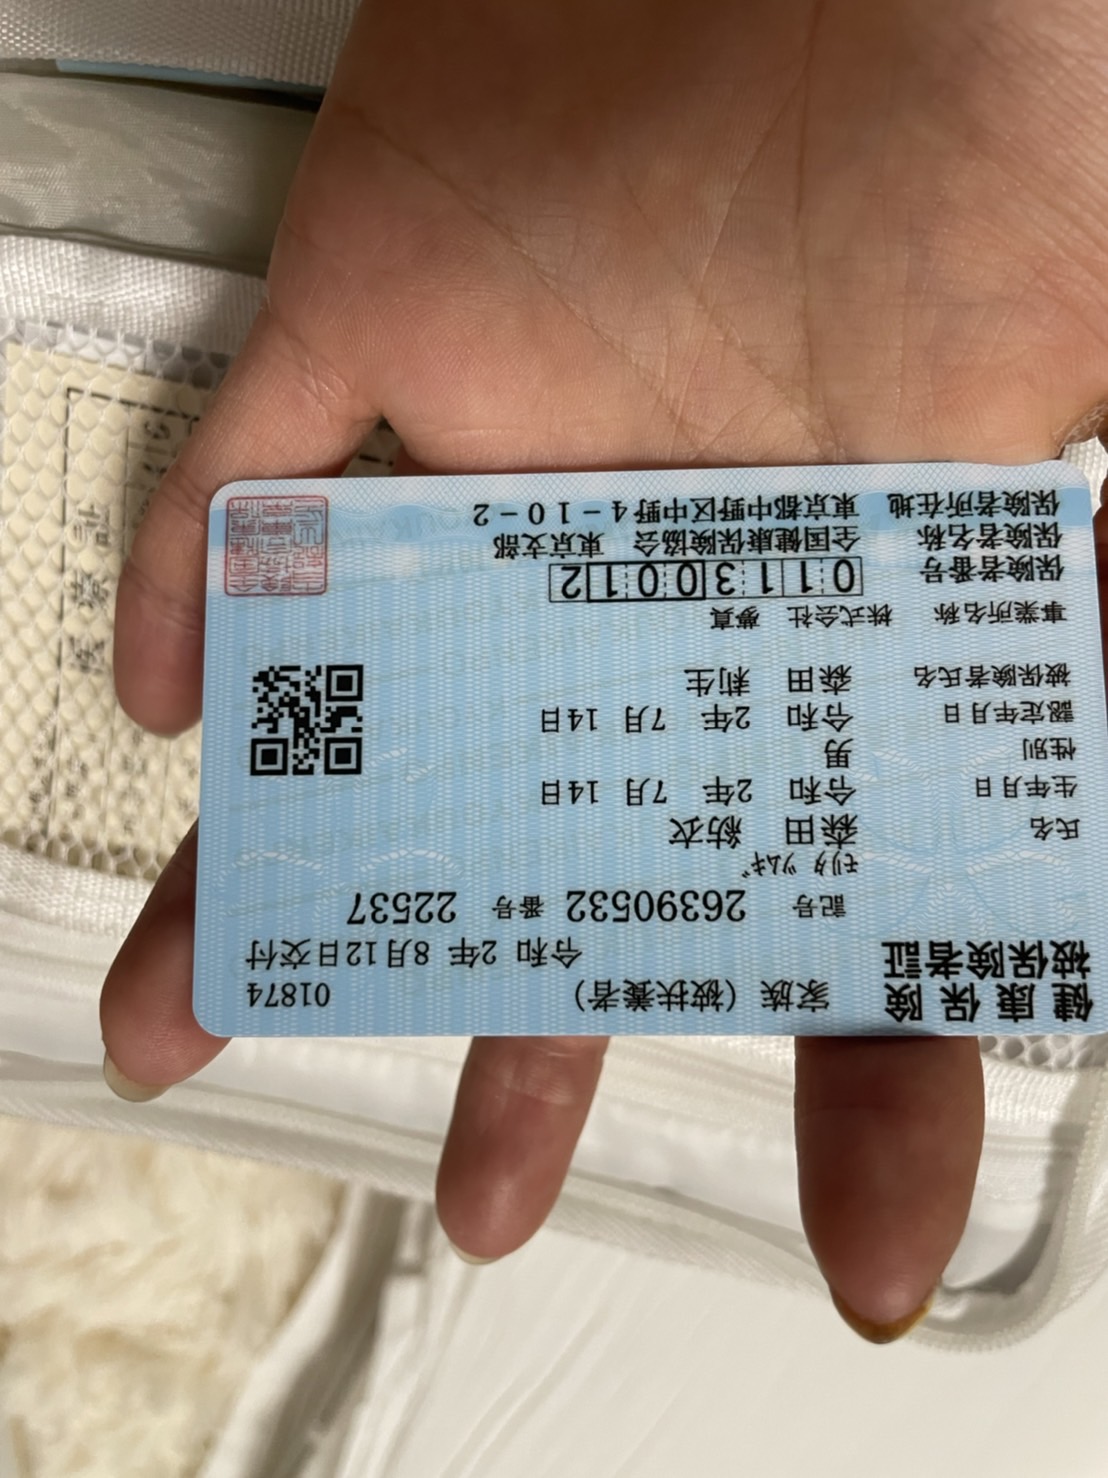 健康保険
被保険者証
家族（被扶養者） 01874
令和 2年 8月12日交付
記号 26390532 番号 22537
ﾓﾘﾀ ﾂﾑｷﾞ
氏名 森田 紡衣
生年月日 令和 2年 7月 14日
性別 男
認定年月日 令和 2年 7月 14日
被保険者氏名 森田 莉生
事業所名称 株式会社 夢真
保険者番号 01130012
保険者名称 全国健康保険協会 東京支部
保険者所在地 東京都中野区中野4-10-2